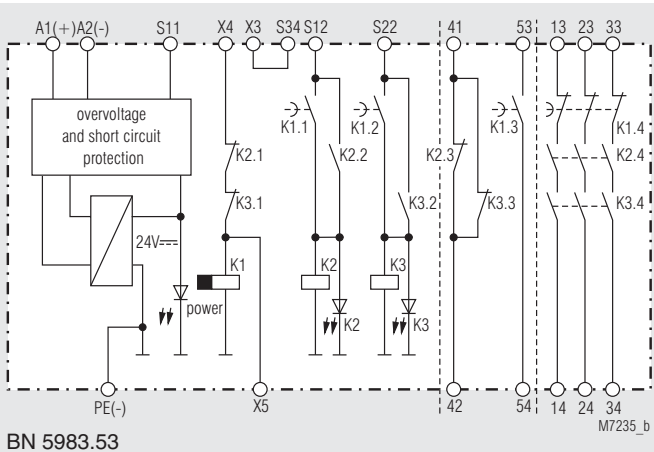 A1(+) A2(-) S11 X4 X3 S34 S12 S22 41 53 13 23 33
overvoltage
and short circuit
protection
K1.1 K1.2 K1.3 K1.4
K2.1 K2.2 K2.3 K2.4
K3.1 K3.2 K3.3 K3.4
24V
K1 K2 K3
power
K2 K3
PE(-) X5 42 54 14 24 34
M7235_b
BN 5983.53